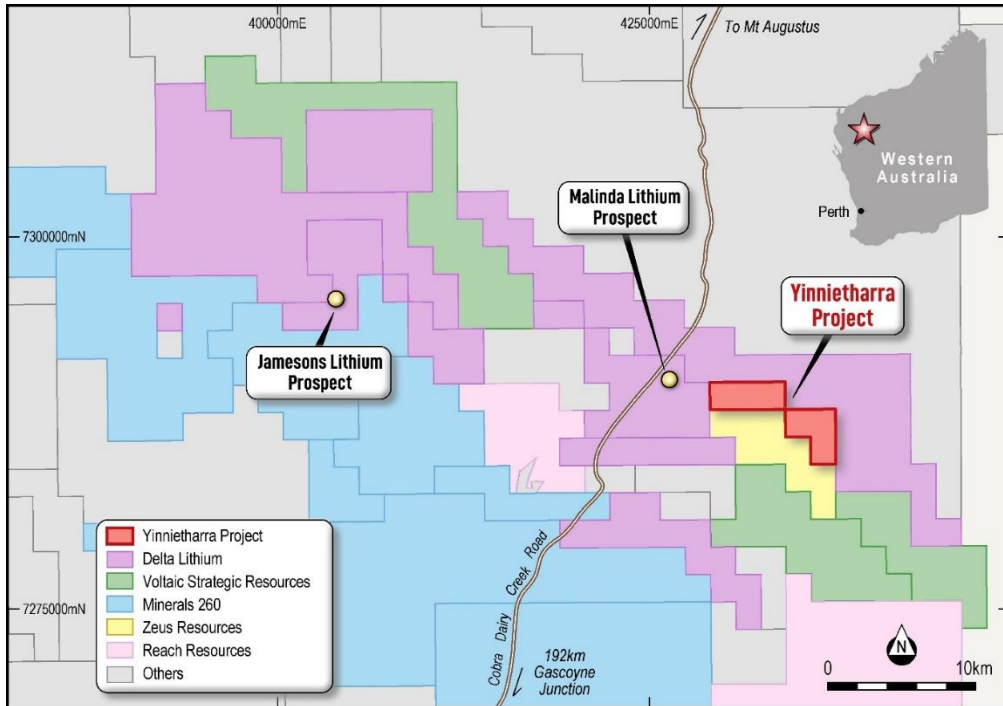 400000mE
425000mE
To Mt Augustus
Western
Australia
Perth
Malinda Lithium
Prospect
7300000mN
Yinnietharra
Project
Jamesons Lithium
Prospect
Yinnietharra Project
Delta Lithium
Voltaic Strategic Resources
Minerals 260
Zeus Resources
Reach Resources
Others
Cobra Dairy Creek Road
7275000mN
192km
Gascoyne
Junction
N
0 10km